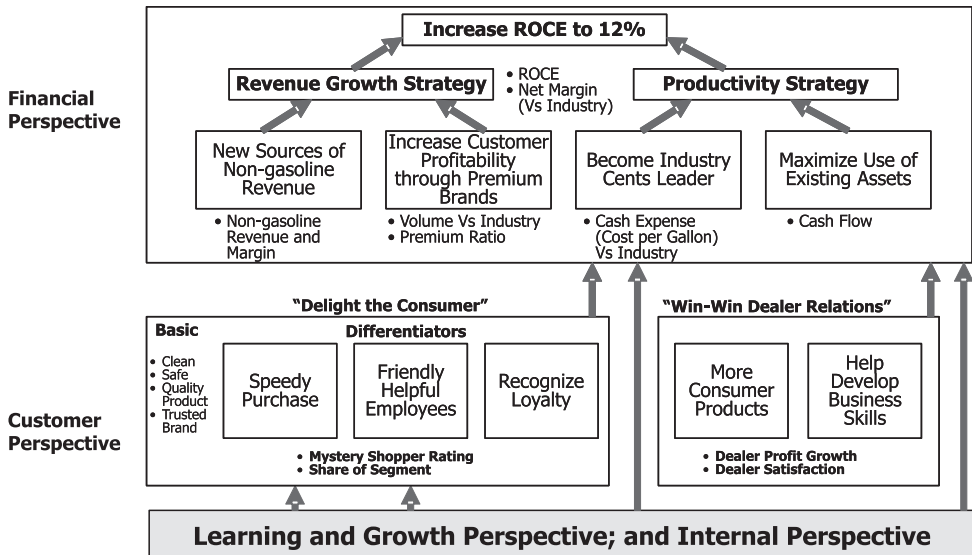 Financial
Perspective
Increase ROCE to 12%
Revenue Growth Strategy
• ROCE
• Net Margin
(Vs Industry)
Productivity Strategy
New Sources of
Non-gasoline
Revenue
Increase Customer
Profitability
through Premium
Brands
Become Industry
Cents Leader
Maximize Use of
Existing Assets
• Non-gasoline
Revenue and
Margin
• Volume Vs Industry
• Premium Ratio
• Cash Expense
(Cost per Gallon)
Vs Industry
• Cash Flow
Customer
Perspective
“Delight the Consumer”
Basic
Differentiators
• Clean
• Safe
• Quality
Product
• Trusted
Brand
Speedy
Purchase
Friendly
Helpful
Employees
Recognize
Loyalty
• Mystery Shopper Rating
• Share of Segment
“Win-Win Dealer Relations”
More
Consumer
Products
Help
Develop
Business
Skills
• Dealer Profit Growth
• Dealer Satisfaction
Learning and Growth Perspective; and Internal Perspective